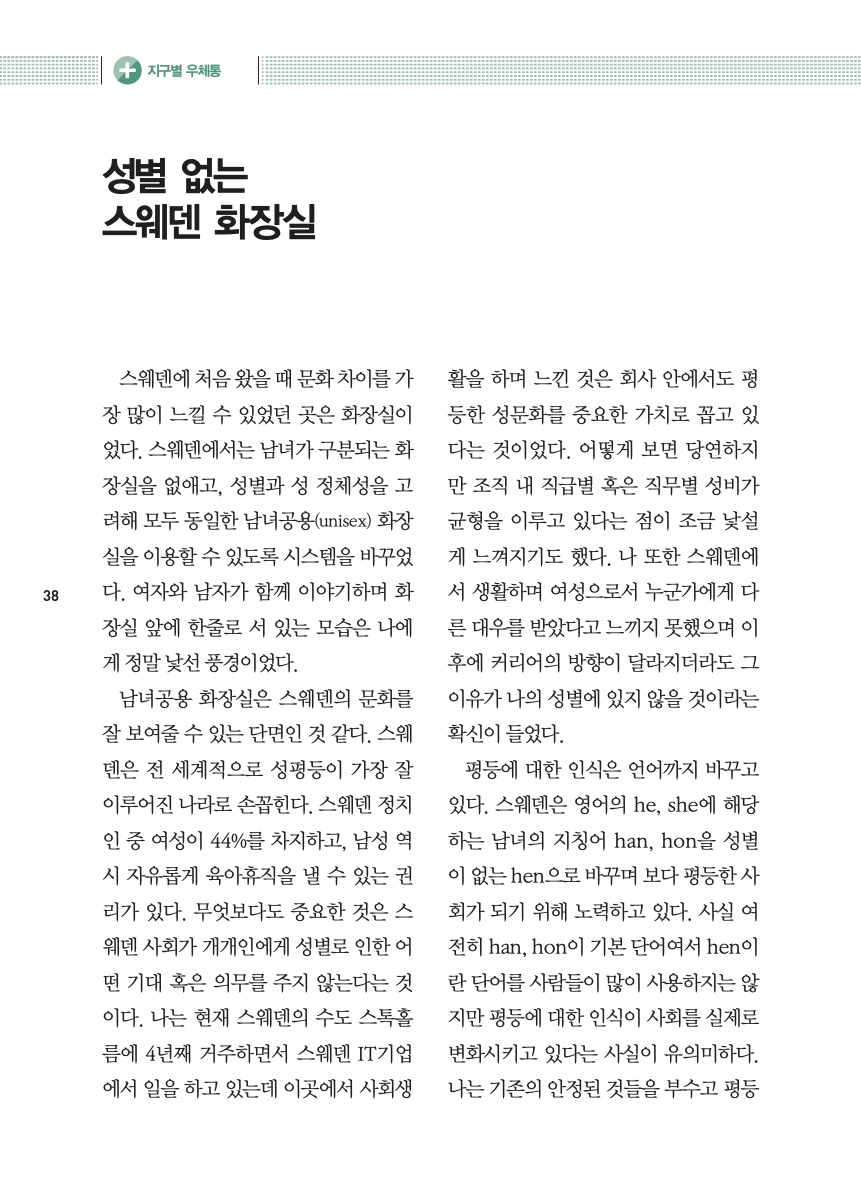 지구별 우체통
성별 없는
스웨덴 화장실
스웨덴에 처음 왔을 때 문화 차이를 가
장 많이 느낄 수 있었던 곳은 화장실이
었다. 스웨덴에서는 남녀가 구분되는 화
장실을 없애고, 성별과 성 정체성을 고
려해 모두 동일한 남녀공용(unisex) 화장
실을 이용할 수 있도록 시스템을 바꾸었
다. 여자와 남자가 함께 이야기하며 화
장실 앞에 한줄로 서 있는 모습은 나에
게 정말 낯선 풍경이었다.
남녀공용 화장실은 스웨덴의 문화를
잘 보여줄 수 있는 단면인 것 같다. 스웨
덴은 전 세계적으로 성평등이 가장 잘
이루어진 나라로 손꼽힌다. 스웨덴 정치
인 중 여성이 44%를 차지하고, 남성 역
시 자유롭게 육아휴직을 낼 수 있는 권
리가 있다. 무엇보다도 중요한 것은 스
웨덴 사회가 개개인에게 성별로 인한 어
떤 기대 혹은 의무를 주지 않는다는 것
이다. 나는 현재 스웨덴의 수도 스톡홀
름에 4년째 거주하면서 스웨덴 IT기업
에서 일을 하고 있는데 이곳에서 사회생
활을 하며 느낀 것은 회사 안에서도 평
등한 성문화를 중요한 가치로 꼽고 있
다는 것이었다. 어떻게 보면 당연하지
만 조직 내 직급별 혹은 직무별 성비가
균형을 이루고 있다는 점이 조금 낯설
게 느껴지기도 했다. 나 또한 스웨덴에
서 생활하며 여성으로서 누군가에게 다
른 대우를 받았다고 느끼지 못했으며 이
후에 커리어의 방향이 달라지더라도 그
이유가 나의 성별에 있지 않을 것이라는
확신이 들었다.
평등에 대한 인식은 언어까지 바꾸고
있다. 스웨덴은 영어의 he, she에 해당
하는 남녀의 지칭어 han, hon을 성별
이 없는 hen으로 바꾸며 보다 평등한 사
회가 되기 위해 노력하고 있다. 사실 여
전히 han, hon이 기본 단어여서 hen이
란 단어를 사람들이 많이 사용하지는 않
지만 평등에 대한 인식이 사회를 실제로
변화시키고 있다는 사실이 유의미하다.
나는 기존의 안정된 것들을 부수고 평등
38